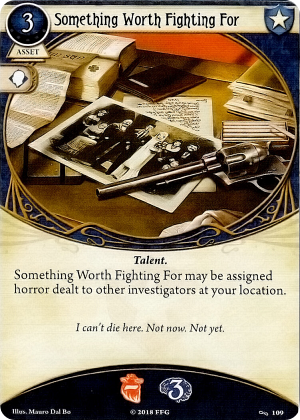 3
Something Worth Fighting For
ASSET
Talent.
Something Worth Fighting For may be assigned
horror dealt to other investigators at your location.
I can't die here. Not now. Not yet.
3
Illus. Mauro Dal Bo
© 2018 FFG
109